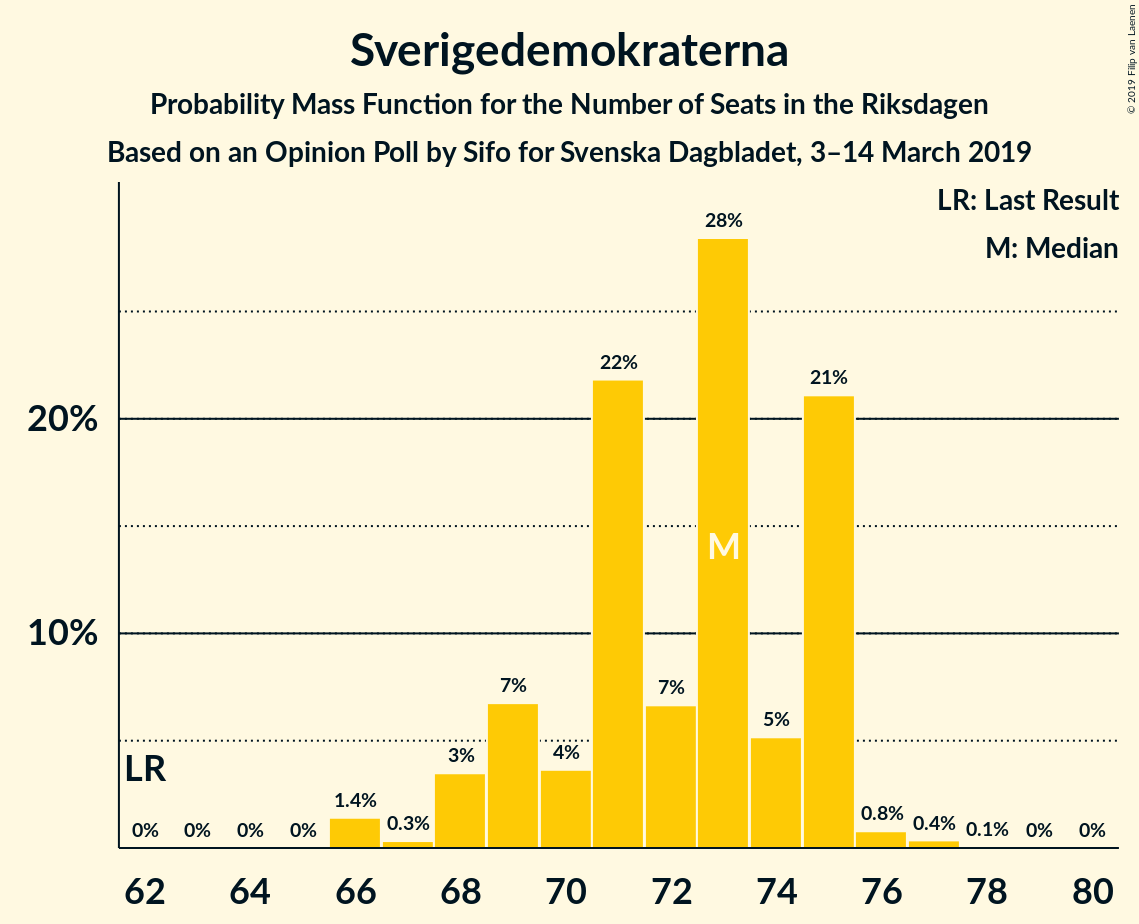 © 2019 Filip van Laenen
Sverigedemokraterna
Probability Mass Function for the Number of Seats in the Riksdagen
Based on an Opinion Poll by Sifo for Svenska Dagbladet, 3–14 March 2019
LR: Last Result
M: Median
28%
22%
21%
20%
M
10%
7%
7%
5%
3%
4%
LR
1.4%
0.3%
0.8%
0.4%
0.1%
0% 0% 0% 0% 0% 0%
62 64 66 68 70 72 74 76 78 80